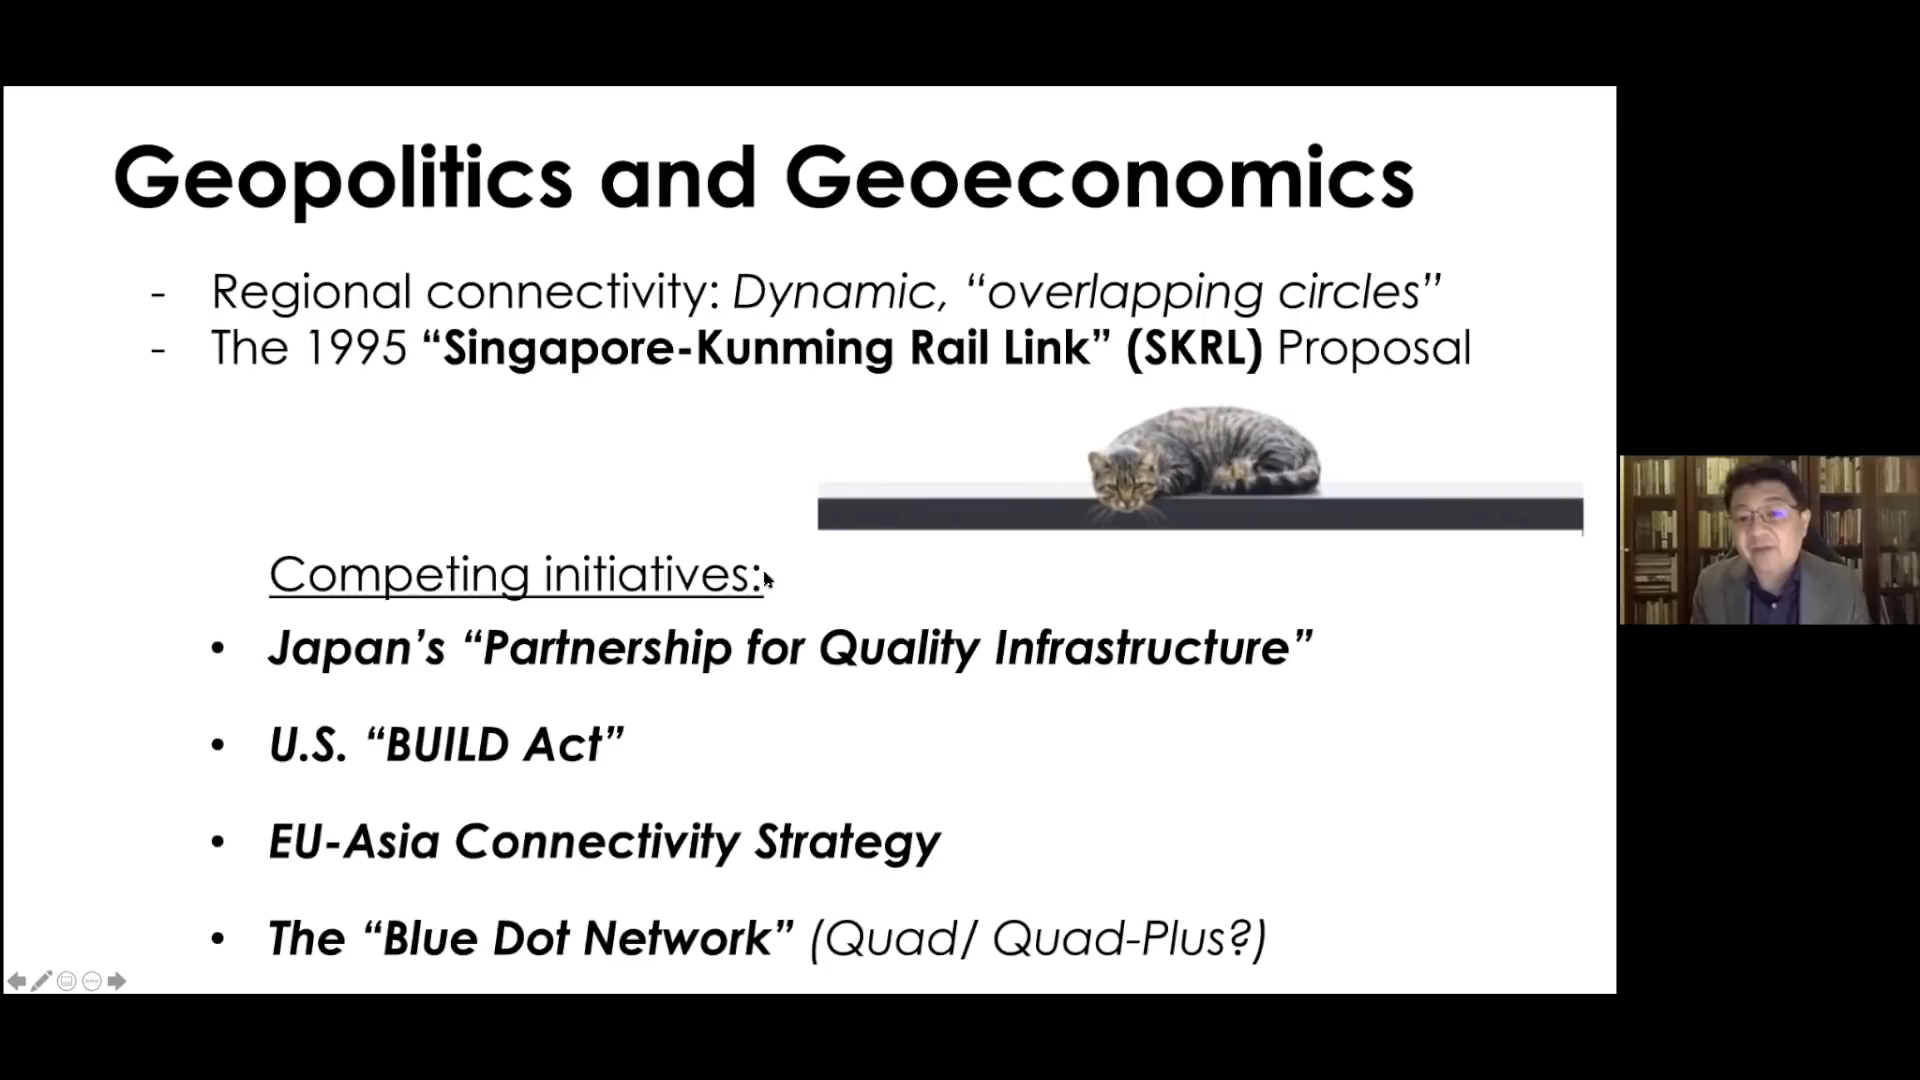 Geopolitics and Geoeconomics
- Regional connectivity: Dynamic, “overlapping circles”
- The 1995 “Singapore-Kunming Rail Link” (SKRL) Proposal
Competing initiatives:
• Japan’s “Partnership for Quality Infrastructure”
• U.S. “BUILD Act”
• EU-Asia Connectivity Strategy
• The “Blue Dot Network” (Quad/ Quad-Plus?)